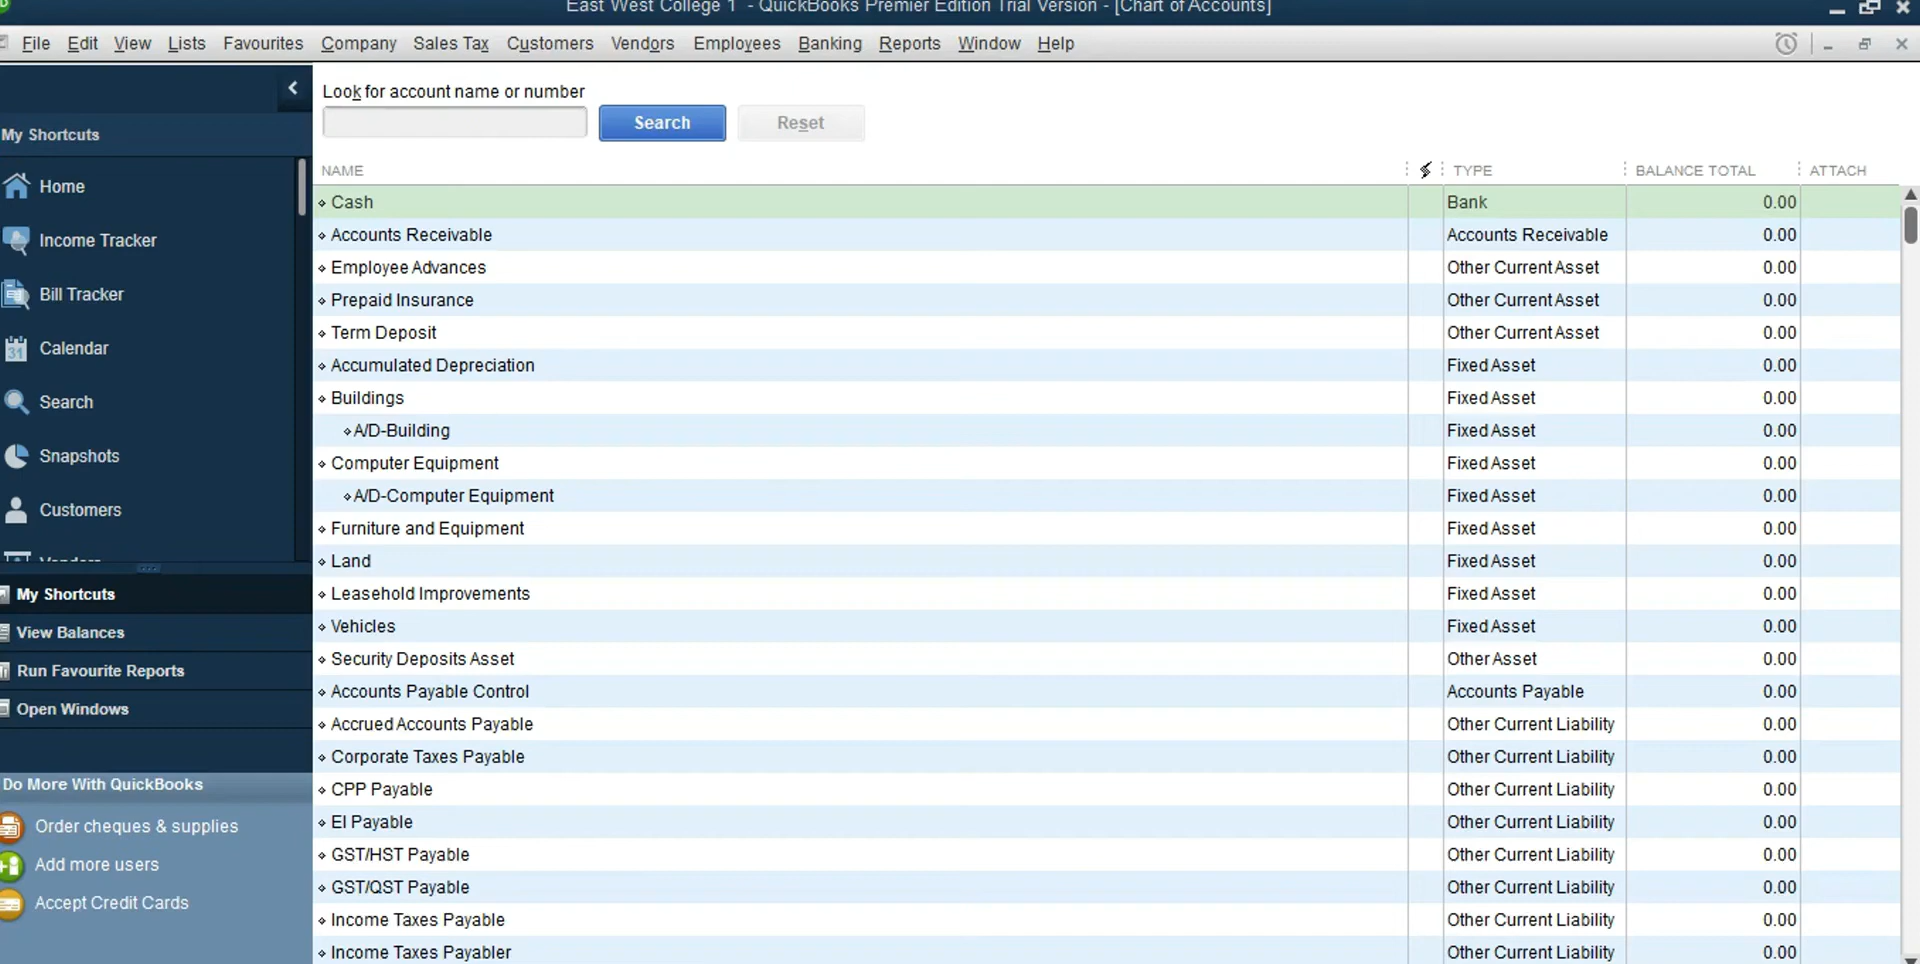 East West College 1 - QuickBooks Premier Edition Trial Version - [Chart of Accounts]
File Edit View Lists Favourites Company Sales Tax Customers Vendors Employees Banking Reports Window Help
Look for account name or number
Search Reset
My Shortcuts
Home
Income Tracker
Bill Tracker
31 Calendar
Search
Snapshots
Customers
My Shortcuts
View Balances
Run Favourite Reports
Open Windows
Do More With QuickBooks
Order cheques & supplies
Add more users
Accept Credit Cards
NAME TYPE BALANCE TOTAL ATTACH
Cash Bank 0.00
Accounts Receivable Accounts Receivable 0.00
Employee Advances Other Current Asset 0.00
Prepaid Insurance Other Current Asset 0.00
Term Deposit Other Current Asset 0.00
Accumulated Depreciation Fixed Asset 0.00
Buildings Fixed Asset 0.00
A/D-Building Fixed Asset 0.00
Computer Equipment Fixed Asset 0.00
A/D-Computer Equipment Fixed Asset 0.00
Furniture and Equipment Fixed Asset 0.00
Land Fixed Asset 0.00
Leasehold Improvements Fixed Asset 0.00
Vehicles Fixed Asset 0.00
Security Deposits Asset Other Asset 0.00
Accounts Payable Control Accounts Payable 0.00
Accrued Accounts Payable Other Current Liability 0.00
Corporate Taxes Payable Other Current Liability 0.00
CPP Payable Other Current Liability 0.00
EI Payable Other Current Liability 0.00
GST/HST Payable Other Current Liability 0.00
GST/QST Payable Other Current Liability 0.00
Income Taxes Payable Other Current Liability 0.00
Income Taxes Payabler Other Current Liability 0.00